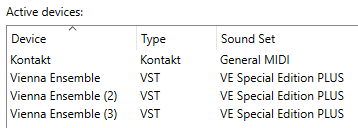 Active devices:
Device Type Sound Set
Kontakt Kontakt General MIDI
Vienna Ensemble VST VE Special Edition PLUS
Vienna Ensemble (2) VST VE Special Edition PLUS
Vienna Ensemble (3) VST VE Special Edition PLUS